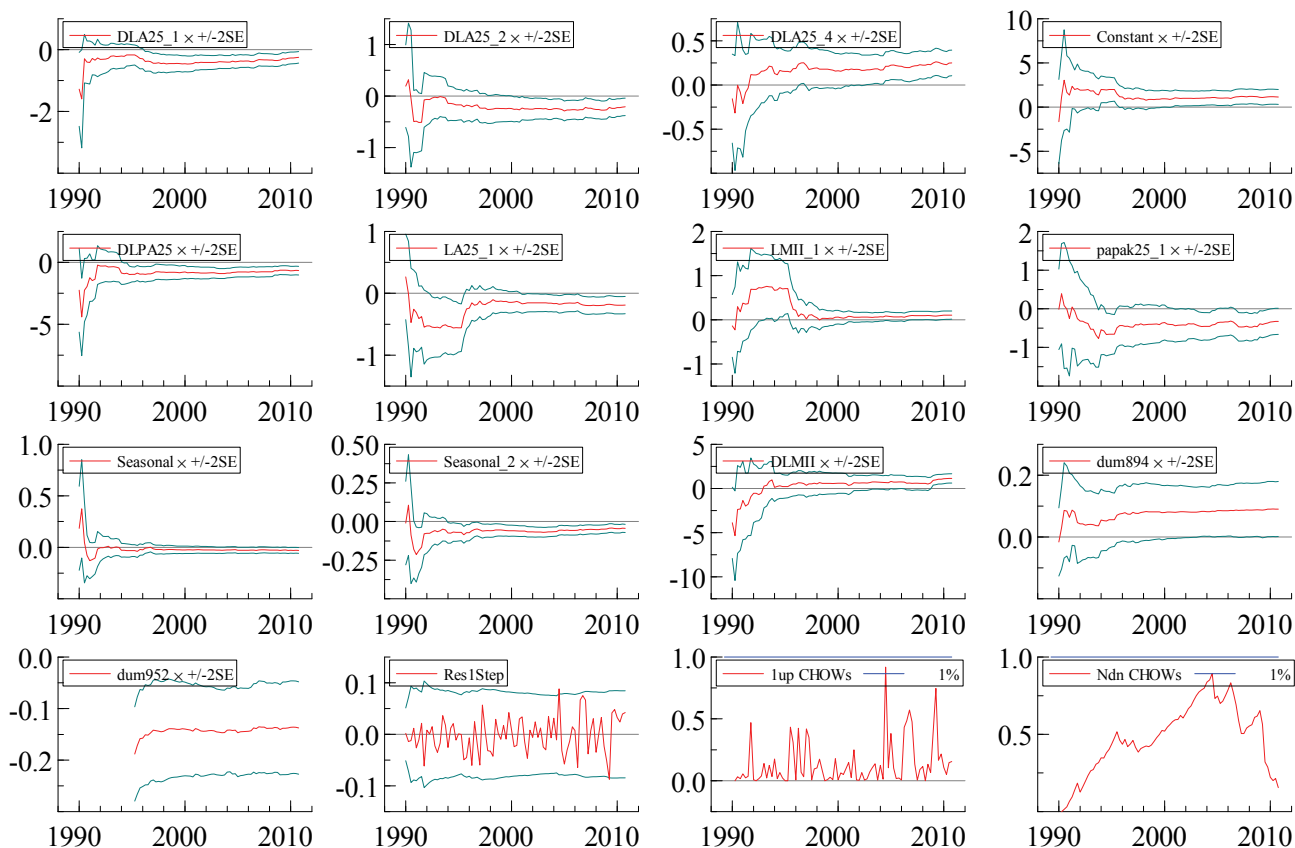 DLA25_1 × +/-2SE
DLA25_2 × +/-2SE
DLA25_4 × +/-2SE
Constant × +/-2SE
0
-2
1
0
-1
0.5
0.0
-0.5
10
5
0
-5
1990 2000 2010
1990 2000 2010
1990 2000 2010
1990 2000 2010
DLPA25 × +/-2SE
LA25_1 × +/-2SE
LMII_1 × +/-2SE
papak25_1 × +/-2SE
0
-5
1
0
-1
2
1
0
-1
2
1
0
-1
1990 2000 2010
1990 2000 2010
1990 2000 2010
1990 2000 2010
Seasonal × +/-2SE
Seasonal_2 × +/-2SE
DLMII × +/-2SE
dum894 × +/-2SE
1.0
0.5
0.0
0.50
0.25
0.00
-0.25
5
0
-5
-10
0.2
0.0
1990 2000 2010
1990 2000 2010
1990 2000 2010
1990 2000 2010
dum952 × +/-2SE
Res1Step
1up CHOWs 1%
Ndn CHOWs 1%
0.0
-0.1
-0.2
0.1
0.0
-0.1
1.0
0.5
0.0
1.0
0.5
1990 2000 2010
1990 2000 2010
1990 2000 2010
1990 2000 2010